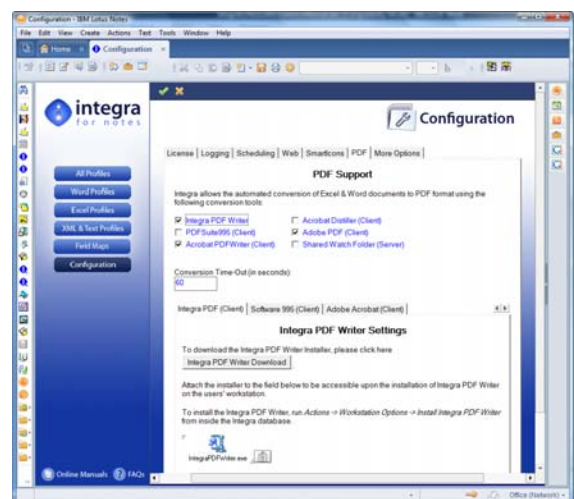 Configuration - IBM Lotus Notes
File Edit View Create Actions Text Tools Window Help
Home Configuration
integra
for notes
Configuration
License Logging Scheduling Web SmartIcons PDF More Options
PDF Support
Integra allows the automated conversion of Excel & Word documents to PDF format using the
following conversion tools:
Integra PDF Writer Acrobat Distiller (Client)
PDFSuite995 (Client) Adobe PDF (Client)
Acrobat PDFWriter (Client) Shared Watch Folder (Server)
Conversion Time-Out (in seconds)
60
Integra PDF (Client) Software 995 (Client) Adobe Acrobat (Client)
Integra PDF Writer Settings
To download the Integra PDF Writer Installer, please click here
Integra PDF Writer Download
Attach the installer to the field below to be accessible upon the installation of Integra PDF Writer
on the users' workstation.
To install the Integra PDF Writer, run Actions -> Workstation Options -> Install Integra PDF Writer
from inside the Integra database.
IntegraPDFWriter.exe
All Profiles
Word Profiles
Excel Profiles
XML & Text Profiles
Field Maps
Configuration
Online Manuals FAQs
Office (Network)